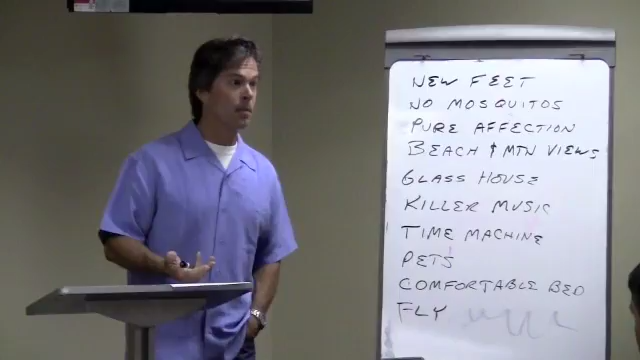 NEW FEET
NO MOSQUITOS
PURE AFFECTION
BEACH & MTN VIEWS
GLASS HOUSE
KILLER MUSIC
TIME MACHINE
PETS
COMFORTABLE BED
FLY